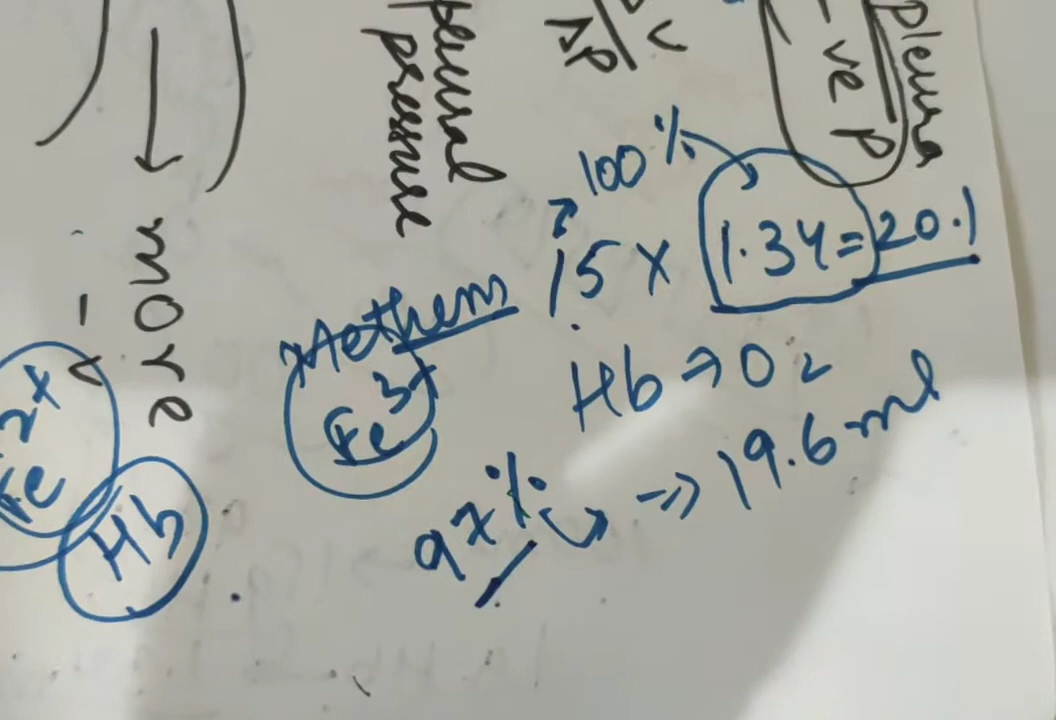 pleural
pressure
ΔV
ΔP
pleura
-ve P
more
100%
15 x 1.34 = 20.1
Hb → O2
Methem
Fe3+
97% → 19.6 ml
Fe2+
Hb